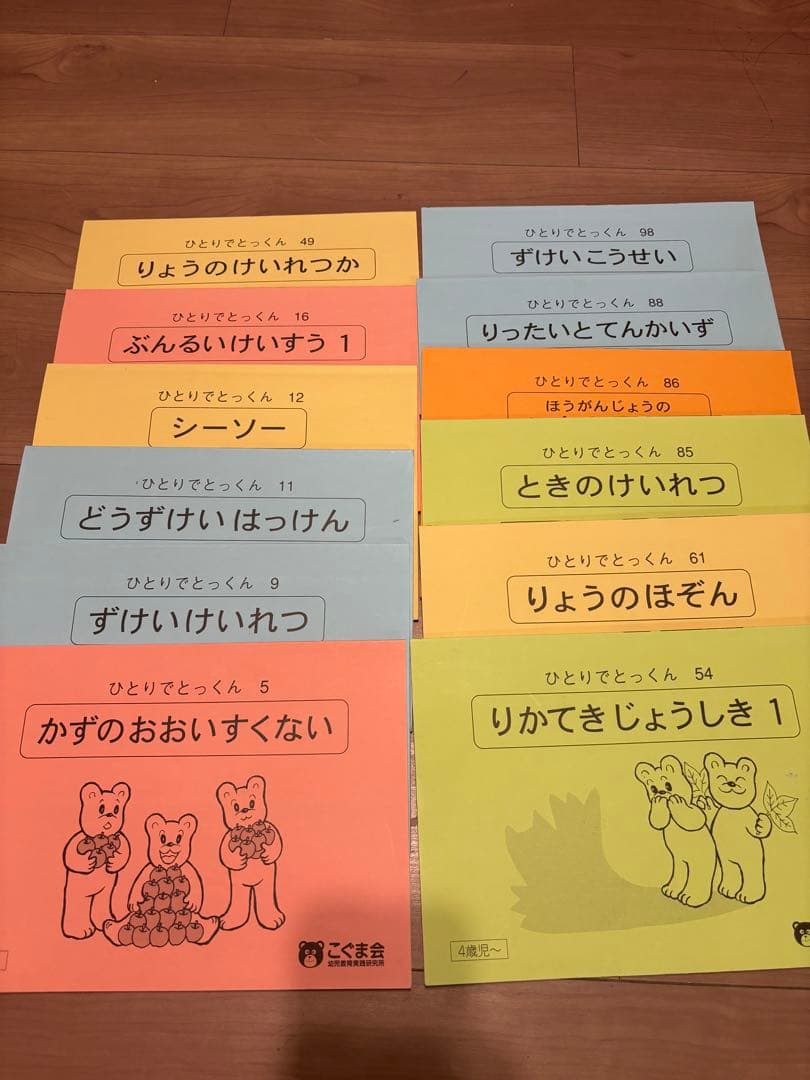 ひとりでとっくん 49
りょうのけいれつか
ひとりでとっくん 16
ぶんるいけいすう 1
ひとりでとっくん 12
シーソー
ひとりでとっくん 11
どうずけい はっけん
ひとりでとっくん 9
ずけいけいれつ
ひとりでとっくん 5
かずのおおいすくない
こぐま会
幼児教育実践研究所
ひとりでとっくん 98
ずけいこうせい
ひとりでとっくん 88
りったいとてんかいず
ひとりでとっくん 86
ほうがんじょうの
ひとりでとっくん 85
ときのけいれつ
ひとりでとっくん 61
りょうのほぞん
ひとりでとっくん 54
りかてきじょうしき 1
4歳児～